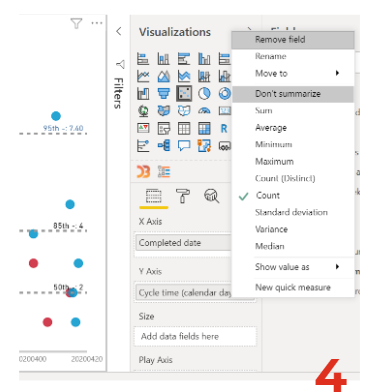 Visualizations
Filters
95th -: 7.60
85th -: 4
50th -: 2
20200400
20200420
R
X Axis
Completed date
Y Axis
Cycle time (calendar day
Size
Add data fields here
Play Axis
Remove field
Rename
Move to
Don't summarize
Sum
Average
Minimum
Maximum
Count (Distinct)
Count
Standard deviation
Variance
Median
Show value as
New quick measure
4